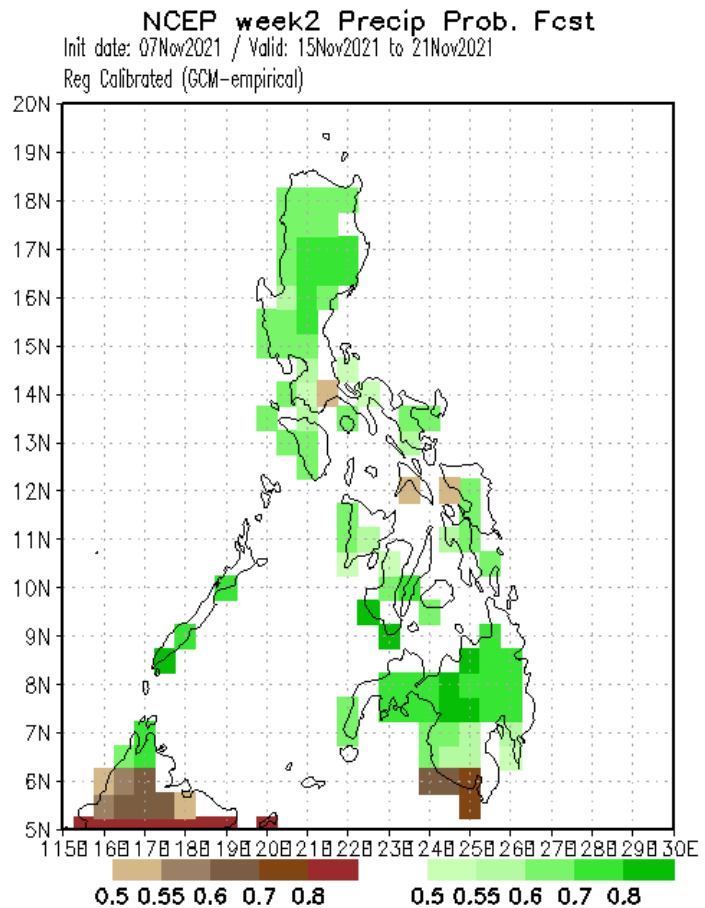 NCEP week2 Precip Prob. Fcst
Init date: 07Nov2021 / Valid: 15Nov2021 to 21Nov2021
Reg Calibrated (GCM-empirical)
20N
19N
18N
17N
16N
15N
14N
13N
12N
11N
10N
9N
8N
7N
6N
5N
115E 116E 117E 118E 119E 120E 121E 122E 123E 124E 125E 126E 127E 128E 129E 130E
0.5 0.55 0.6 0.7 0.8 0.5 0.55 0.6 0.7 0.8